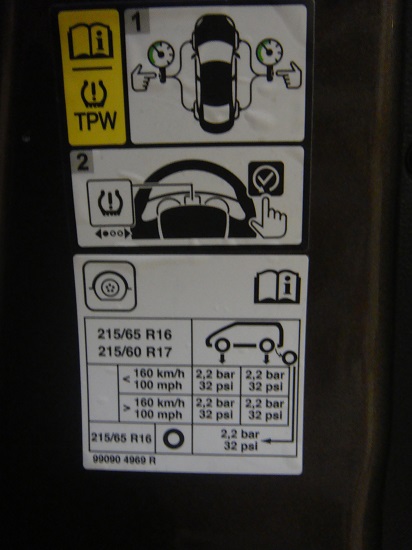 1
TPW
2
215/65 R16
215/60 R17
< 160 km/h
100 mph
2,2 bar
32 psi
2,2 bar
32 psi
> 160 km/h
100 mph
2,2 bar
32 psi
2,2 bar
32 psi
215/65 R16
2,2 bar
32 psi
99090 4969 R